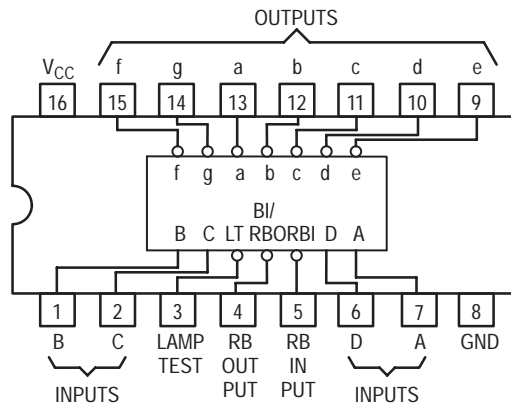 OUTPUTS
VCC f g a b c d e
16 15 14 13 12 11 10 9
f g a b c d e
BI/
B C LT RBO RBI D A
1 2 3 4 5 6 7 8
B C LAMP TEST RB OUT PUT RB IN PUT D A GND
INPUTS INPUTS